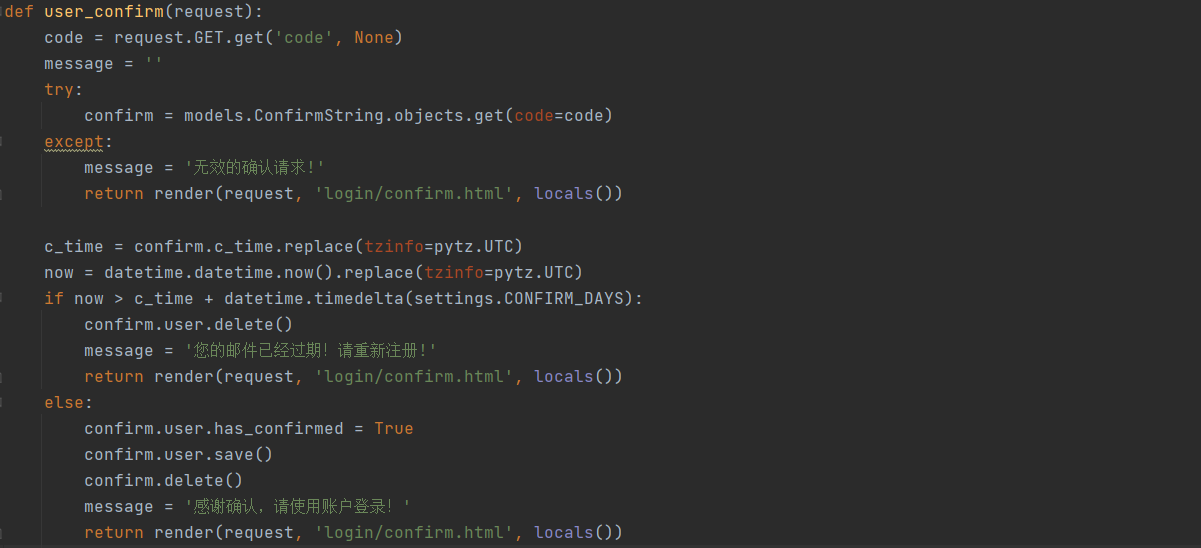 def user_confirm(request):
    code = request.GET.get('code', None)
    message = ''
    try:
        confirm = models.ConfirmString.objects.get(code=code)
    except:
        message = '无效的确认请求!'
        return render(request, 'login/confirm.html', locals())

    c_time = confirm.c_time.replace(tzinfo=pytz.UTC)
    now = datetime.datetime.now().replace(tzinfo=pytz.UTC)
    if now > c_time + datetime.timedelta(settings.CONFIRM_DAYS):
        confirm.user.delete()
        message = '您的邮件已经过期! 请重新注册!'
        return render(request, 'login/confirm.html', locals())
    else:
        confirm.user.has_confirmed = True
        confirm.user.save()
        confirm.delete()
        message = '感谢确认, 请使用账户登录! '
        return render(request, 'login/confirm.html', locals())